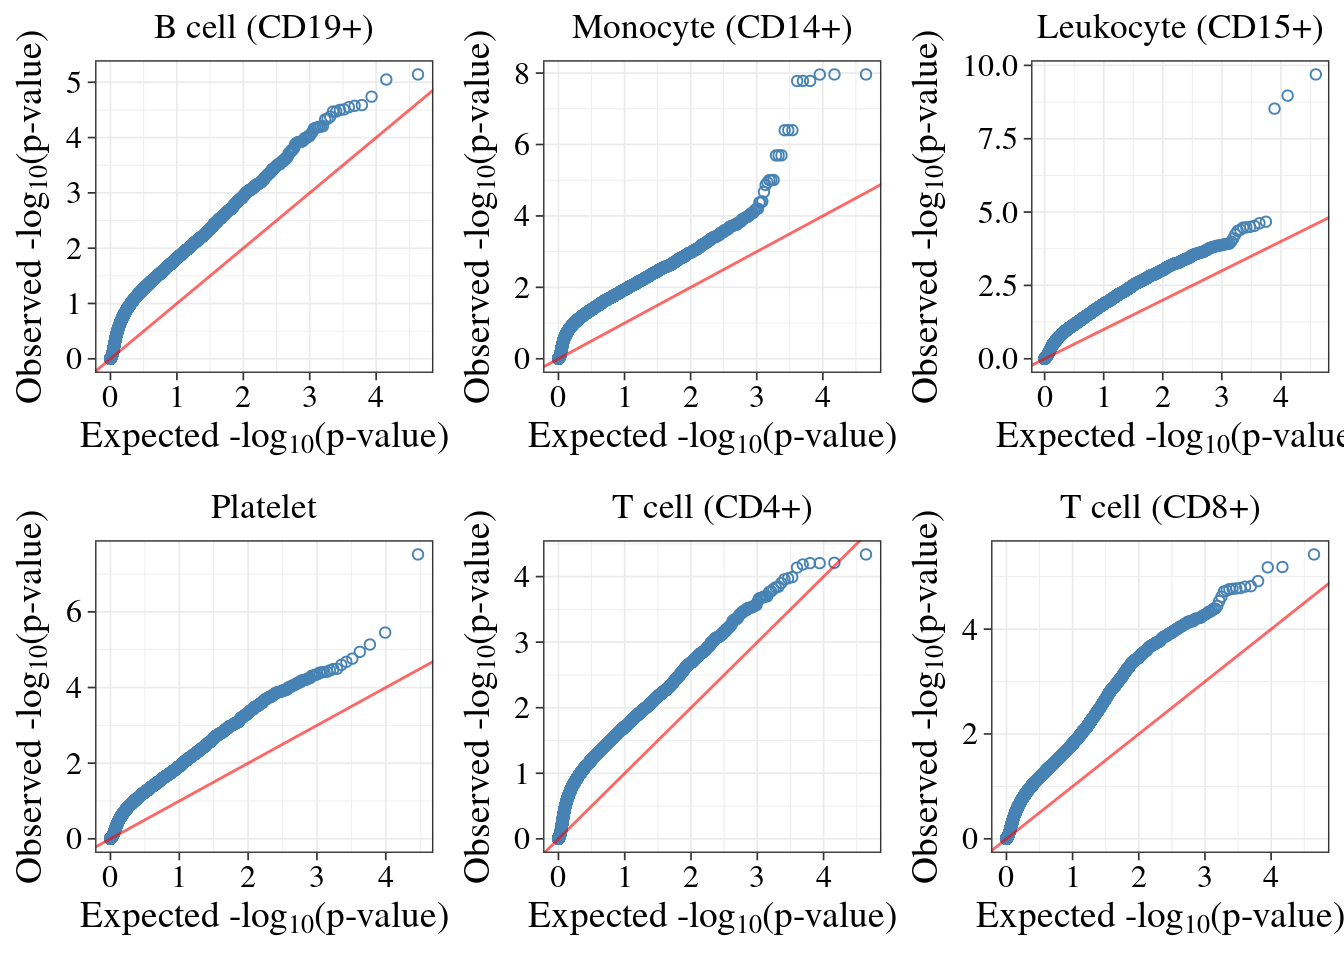 B cell (CD19+)
Observed -log10(p-value)
5
4
3
2
1
0
0 1 2 3 4
Expected -log10(p-value)
Monocyte (CD14+)
Observed -log10(p-value)
8
6
4
2
0
0 1 2 3 4
Expected -log10(p-value)
Leukocyte (CD15+)
Observed -log10(p-value)
10.0
7.5
5.0
2.5
0.0
0 1 2 3 4
Expected -log10(p-value
Platelet
Observed -log10(p-value)
6
4
2
0
0 1 2 3 4
Expected -log10(p-value)
T cell (CD4+)
Observed -log10(p-value)
4
3
2
1
0
0 1 2 3 4
Expected -log10(p-value)
T cell (CD8+)
Observed -log10(p-value)
4
2
0
0 1 2 3 4
Expected -log10(p-value)